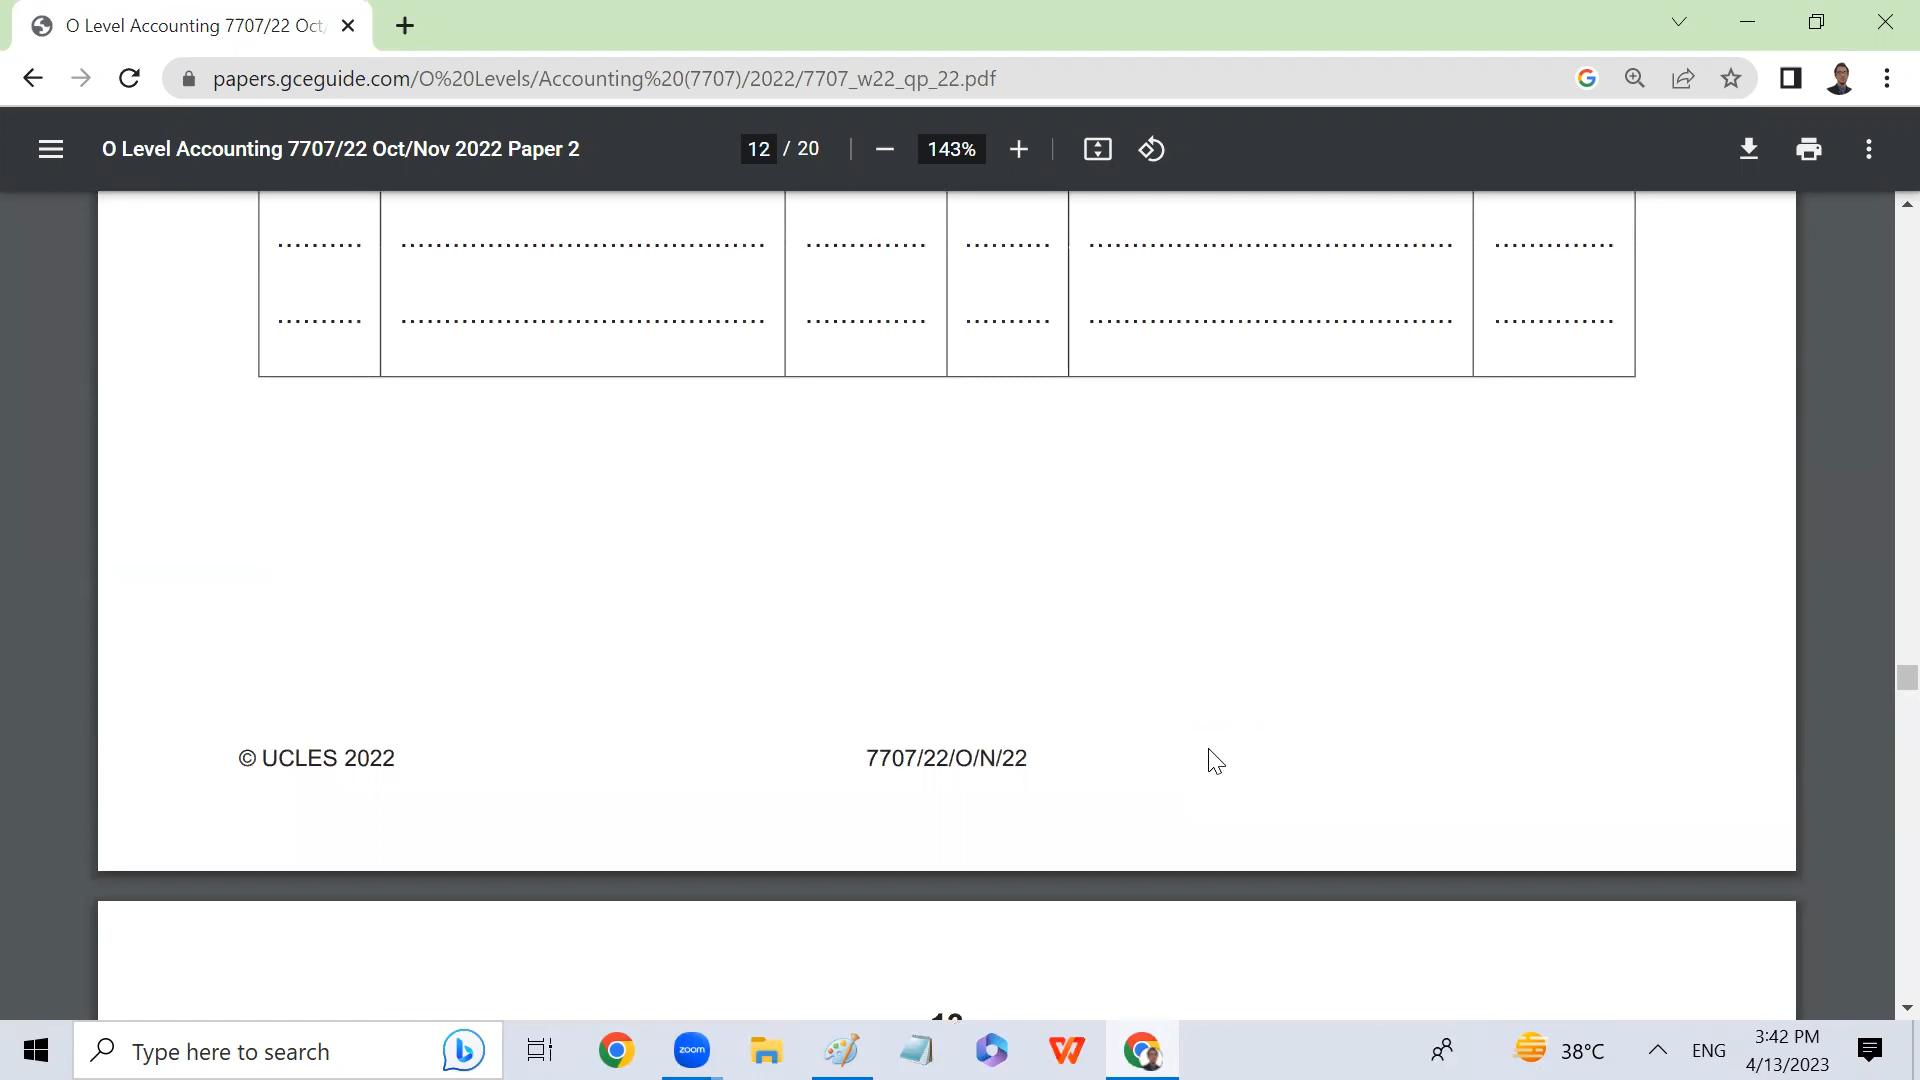 O Level Accounting 7707/22 Oct/
papers.gceguide.com/O%20Levels/Accounting%20(7707)/2022/7707_w22_qp_22.pdf
O Level Accounting 7707/22 Oct/Nov 2022 Paper 2
12 / 20
143%
.......... .......................................... .............. .......... .......................................... ..............
.......... .......................................... .............. .......... .......................................... ..............
© UCLES 2022
7707/22/O/N/22
Type here to search
zoom
38°C
ENG
3:42 PM
4/13/2023